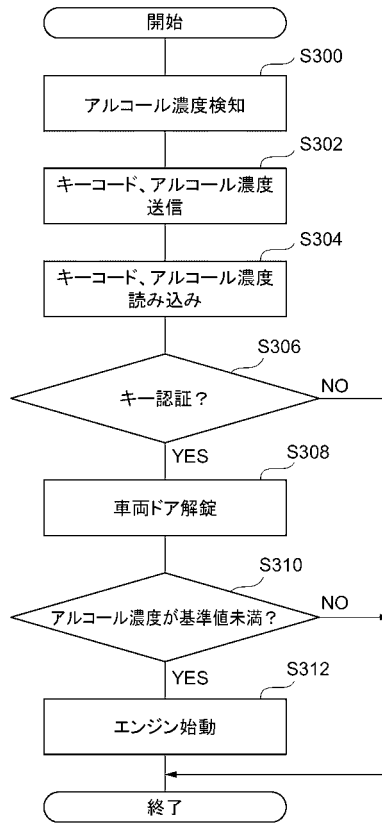 開始
S300
アルコール濃度検知
S302
キーコード、アルコール濃度
送信
S304
キーコード、アルコール濃度
読み込み
S306
キー認証？
NO
YES
S308
車両ドア解錠
S310
アルコール濃度が基準値未満？
NO
YES
S312
エンジン始動
終了